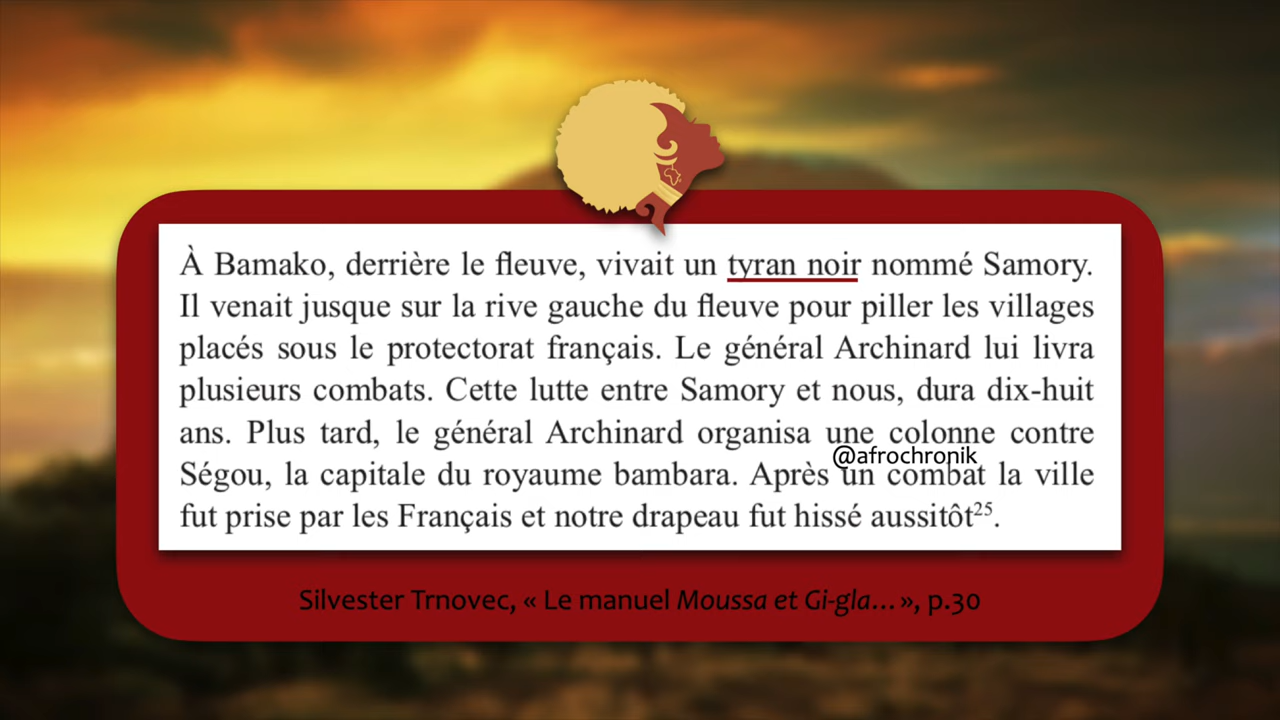 À Bamako, derrière le fleuve, vivait un tyran noir nommé Samory.
Il venait jusque sur la rive gauche du fleuve pour piller les villages
placés sous le protectorat français. Le général Archinard lui livra
plusieurs combats. Cette lutte entre Samory et nous, dura dix-huit
ans. Plus tard, le général Archinard organisa une colonne contre
@afrochronik
Ségou, la capitale du royaume bambara. Après un combat la ville
fut prise par les Français et notre drapeau fut hissé aussitôt²⁵.
Silvester Trnovec, « Le manuel Moussa et Gi-gla… », p.30